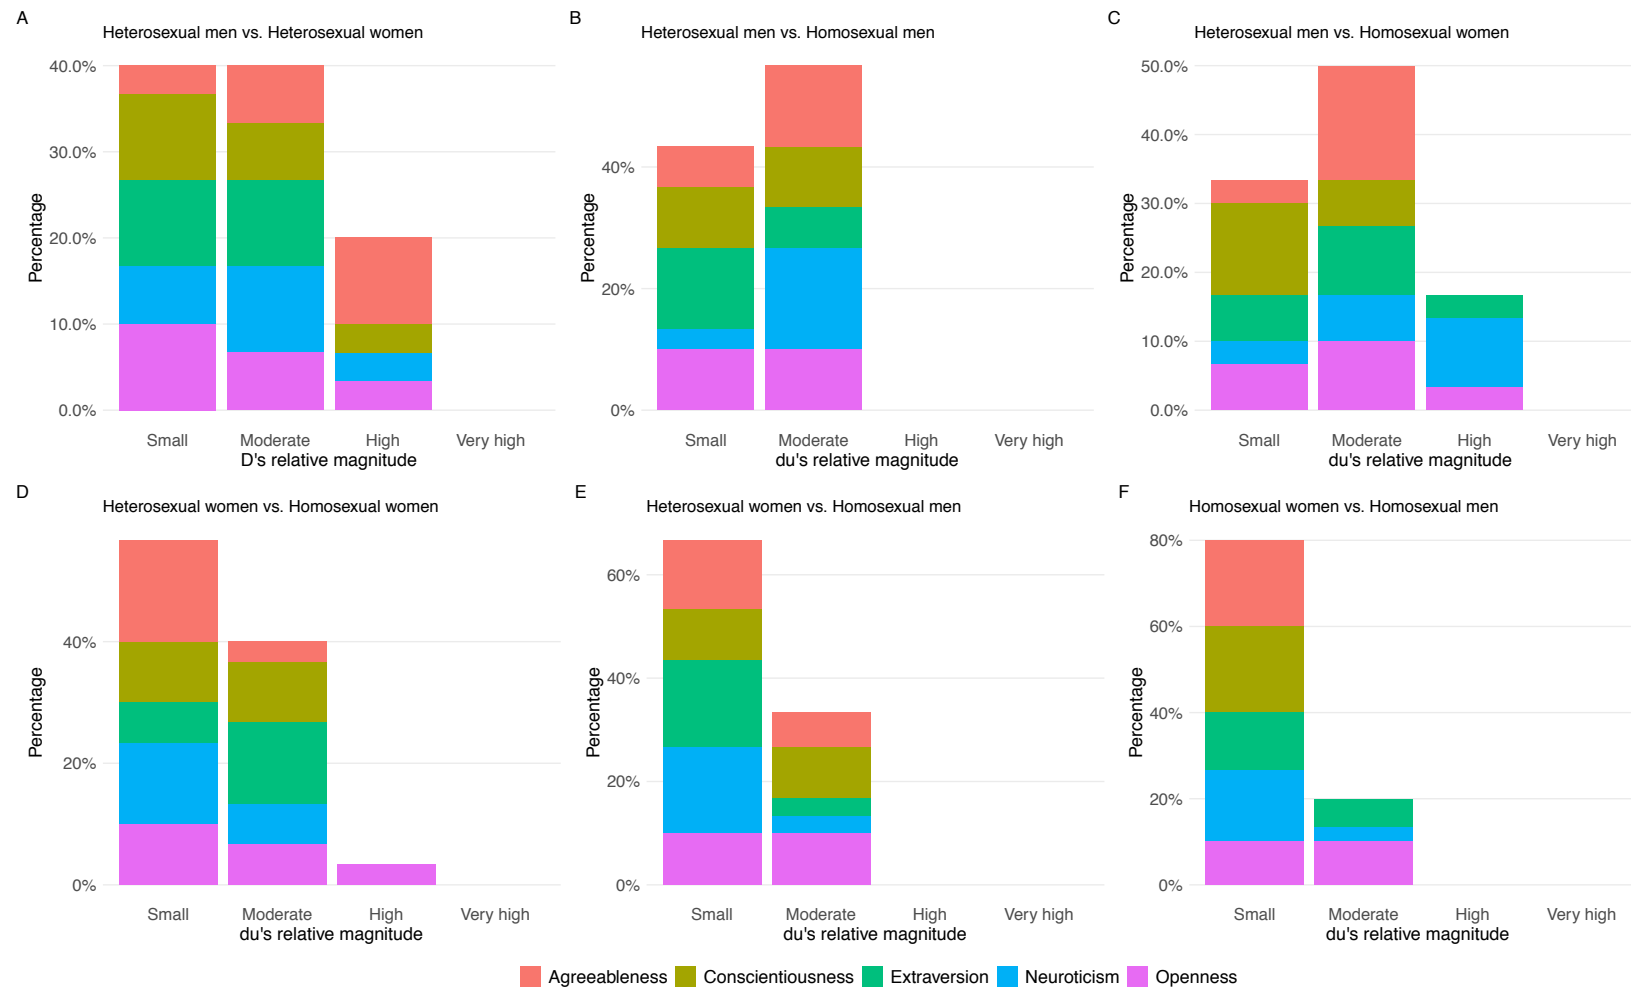 A
Heterosexual men vs. Heterosexual women
40.0%
30.0%
20.0%
10.0%
0.0%
Percentage
Small Moderate High Very high
D's relative magnitude
B
Heterosexual men vs. Homosexual men
40%
20%
0%
Percentage
Small Moderate High Very high
du's relative magnitude
C
Heterosexual men vs. Homosexual women
50.0%
40.0%
30.0%
20.0%
10.0%
0.0%
Percentage
Small Moderate High Very high
du's relative magnitude
D
Heterosexual women vs. Homosexual women
40%
20%
0%
Percentage
Small Moderate High Very high
du's relative magnitude
E
Heterosexual women vs. Homosexual men
60%
40%
20%
0%
Percentage
Small Moderate High Very high
du's relative magnitude
F
Homosexual women vs. Homosexual men
80%
60%
40%
20%
0%
Percentage
Small Moderate High Very high
du's relative magnitude
Agreeableness Conscientiousness Extraversion Neuroticism Openness